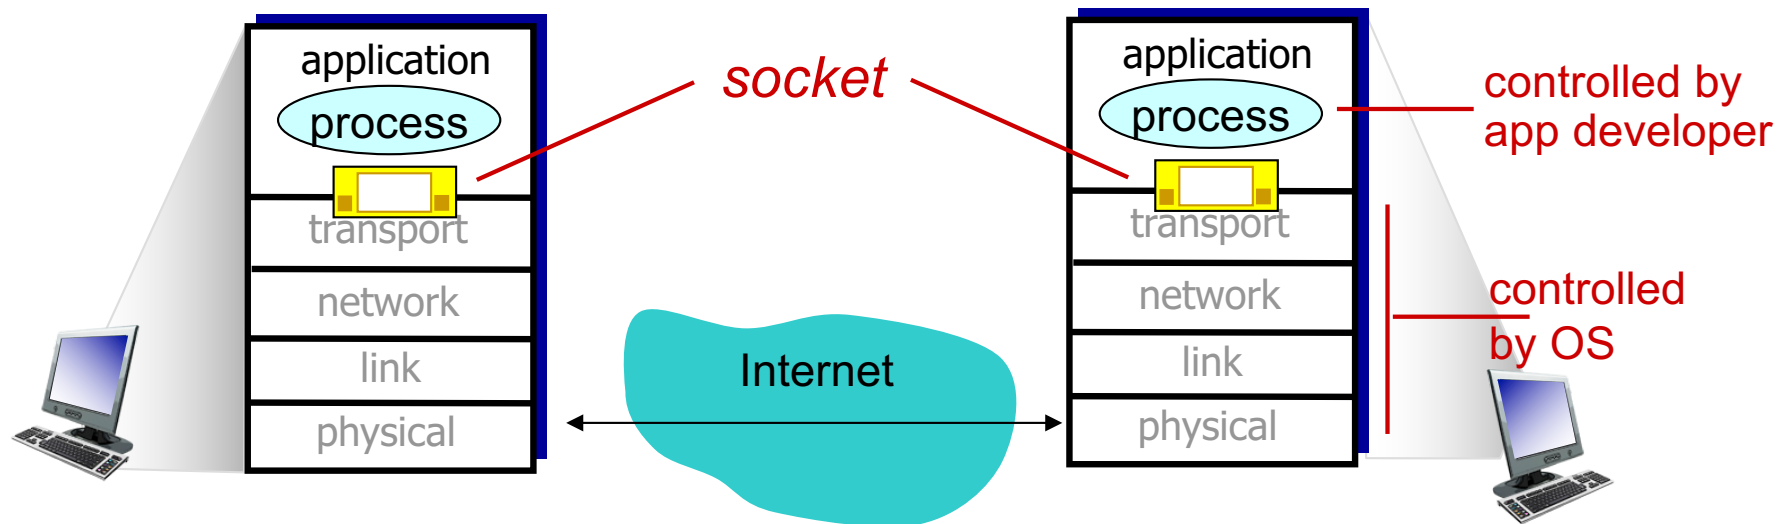 application
process
transport
network
link
physical
socket
Internet
application
process
transport
network
link
physical
controlled by
app developer
controlled
by OS